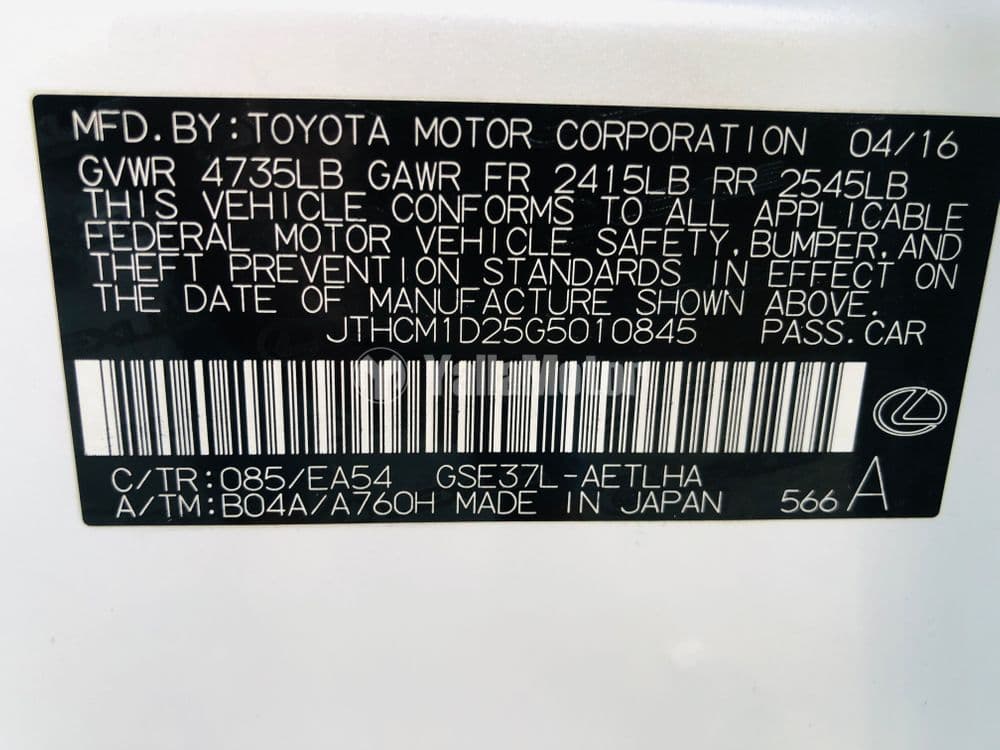 MFD.BY:TOYOTA MOTOR CORPORATION 04/16
GVWR 4735LB GAWR FR 2415LB RR 2545LB
THIS VEHICLE CONFORMS TO ALL APPLICABLE
FEDERAL MOTOR VEHICLE SAFETY,BUMPER,AND
THEFT PREVENTION STANDARDS IN EFFECT ON
THE DATE OF MANUFACTURE SHOWN ABOVE.
JTHCM1D25G5010845 PASS.CAR
YallaMotor
C/TR:085/EA54 GSE37L-AETLHA
A/TM:B04A/A760H MADE IN JAPAN 566 A